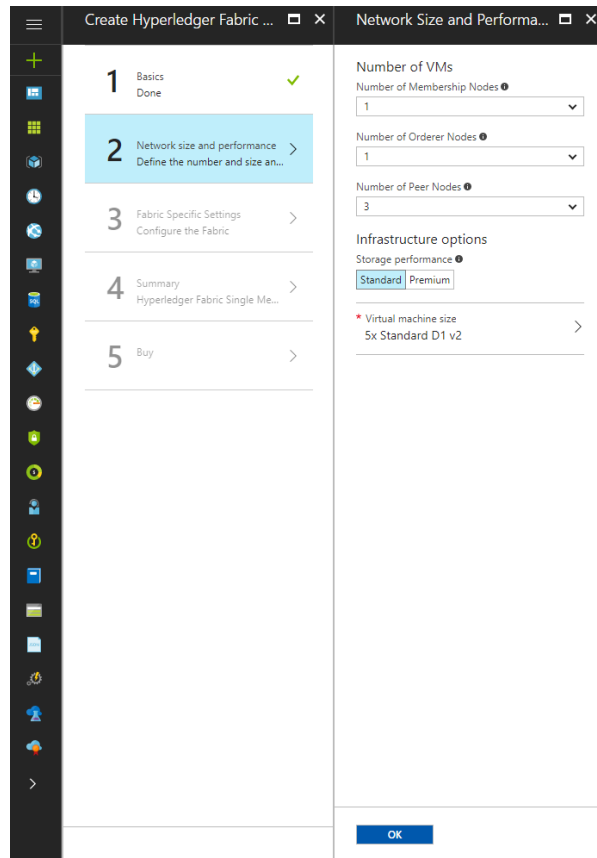 Create Hyperledger Fabric ...
1
Basics
Done
2
Network size and performance
Define the number and size an...
3
Fabric Specific Settings
Configure the Fabric
4
Summary
Hyperledger Fabric Single Me...
5
Buy
Network Size and Performa...
Number of VMs
Number of Membership Nodes
1
Number of Orderer Nodes
1
Number of Peer Nodes
3
Infrastructure options
Storage performance
Standard Premium
* Virtual machine size
5x Standard D1 v2
OK